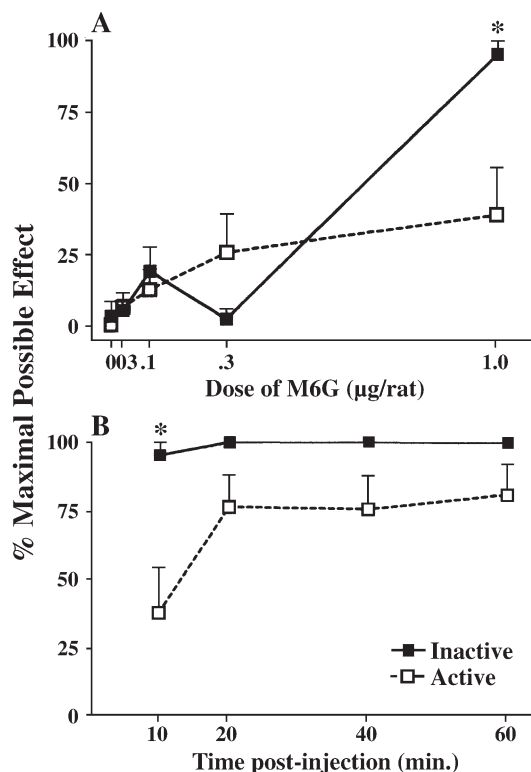 A
*
100
75
50
25
0
003.1 .3 1.0
Dose of M6G (µg/rat)
% Maximal Possible Effect
B
*
100
75
50
25
0
Inactive
Active
10 20 40 60
Time post-injection (min.)